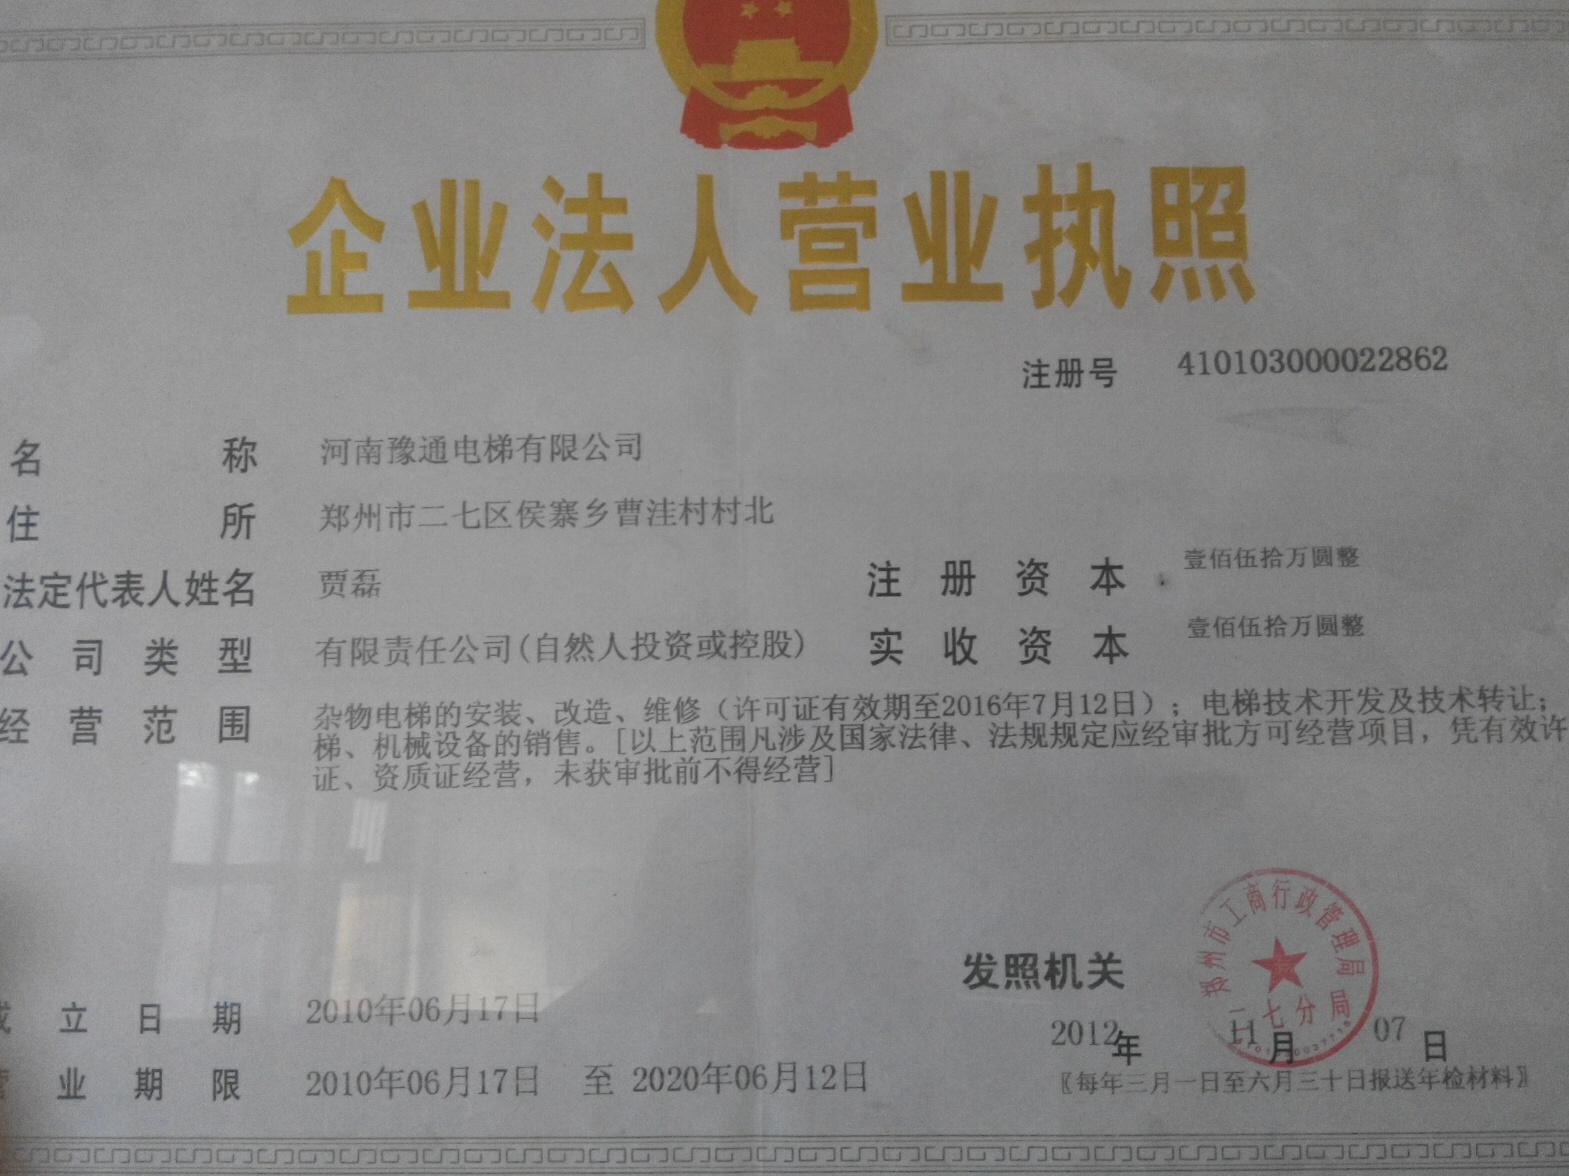 企业法人营业执照
注册号 410103000022862
名称 河南豫通电梯有限公司
住所 郑州市二七区侯寨乡曹洼村村北
法定代表人姓名 贾磊 注册资本 壹佰伍拾万圆整
公司类型 有限责任公司(自然人投资或控股) 实收资本 壹佰伍拾万圆整
经营范围 杂物电梯的安装、改造、维修（许可证有效期至2016年7月12日）；电梯技术开发及技术转让；
梯、机械设备的销售。[以上范围凡涉及国家法律、法规规定应经审批方可经营项目，凭有效许
证、资质证经营，未获审批前不得经营]
郑州市工商行政管理局
二七分局
发照机关
成立日期 2010年06月17日
2012年11月07日
营业期限 2010年06月17日 至 2020年06月12日
〖每年三月一日至六月三十日报送年检材料〗